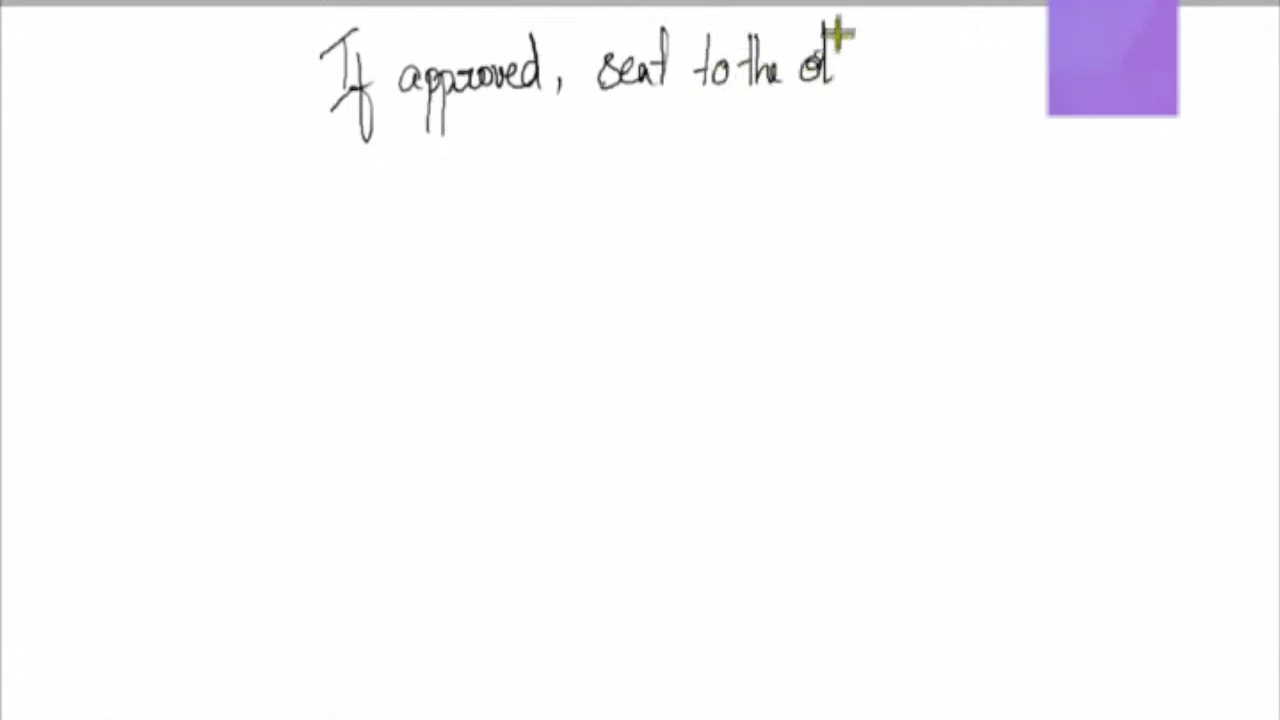 If approved, sent to the